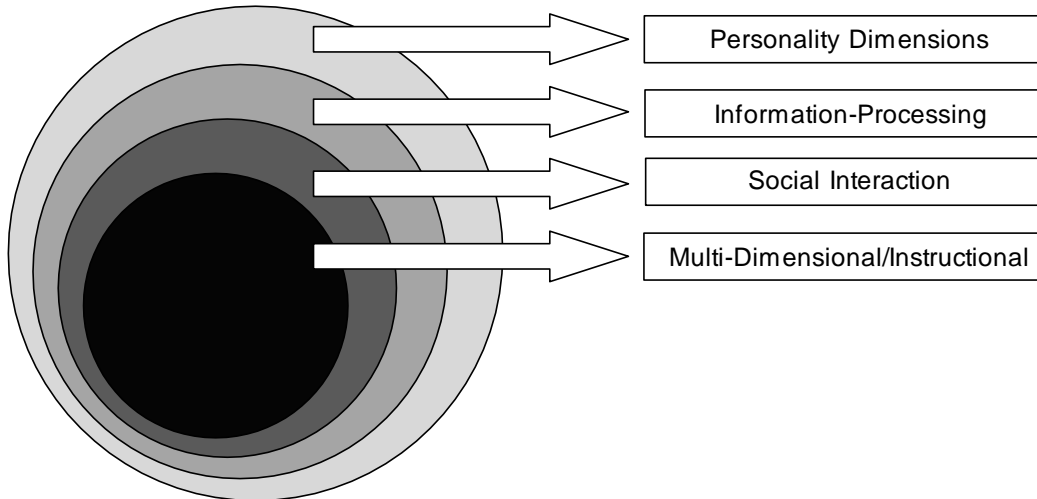 Personality Dimensions
Information-Processing
Social Interaction
Multi-Dimensional/Instructional